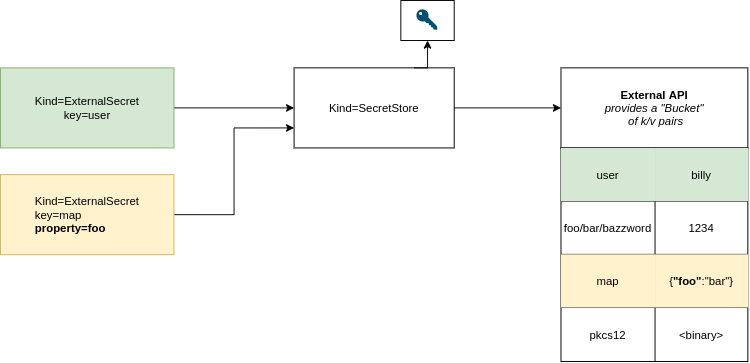 Kind=ExternalSecret
key=user
Kind=ExternalSecret
key=map
property=foo
Kind=SecretStore
External API
provides a "Bucket"
of k/v pairs
user billy
foo/bar/bazzword 1234
map {"foo":"bar"}
pkcs12 <binary>